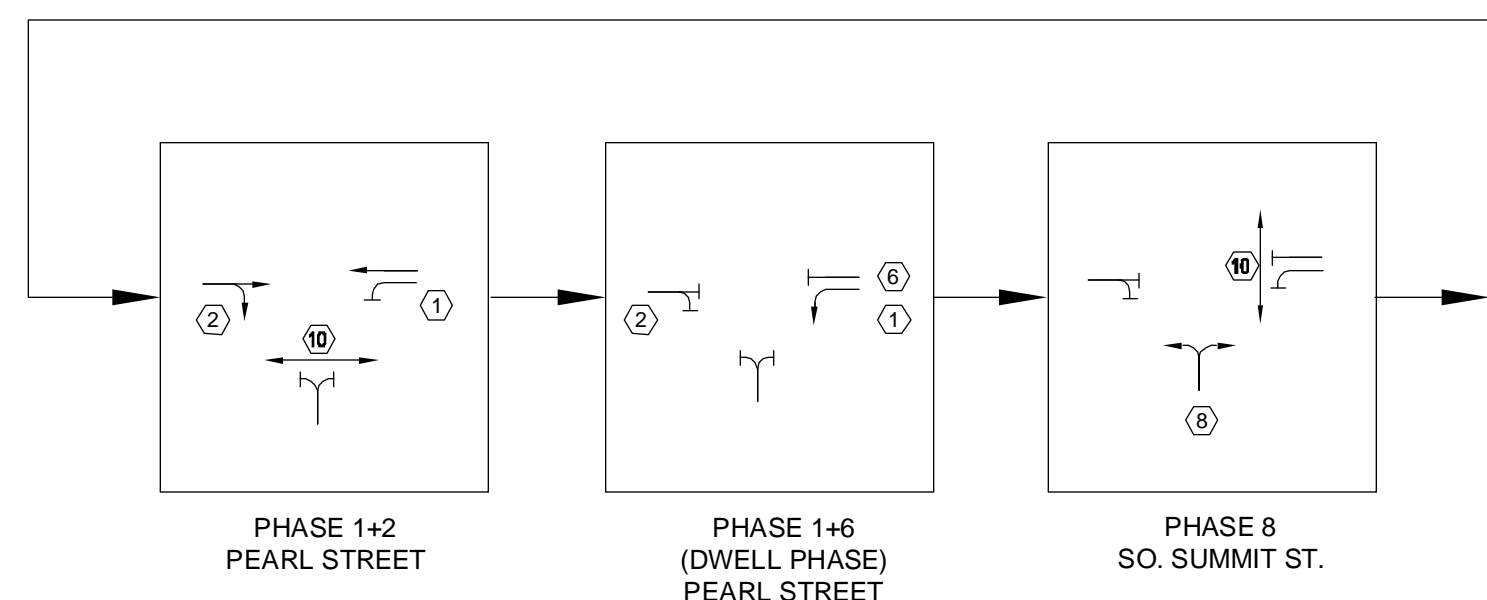 2
10
1
PHASE 1+2
PEARL STREET
2
6
1
PHASE 1+6
(DWELL PHASE)
PEARL STREET
10
8
PHASE 8
SO. SUMMIT ST.